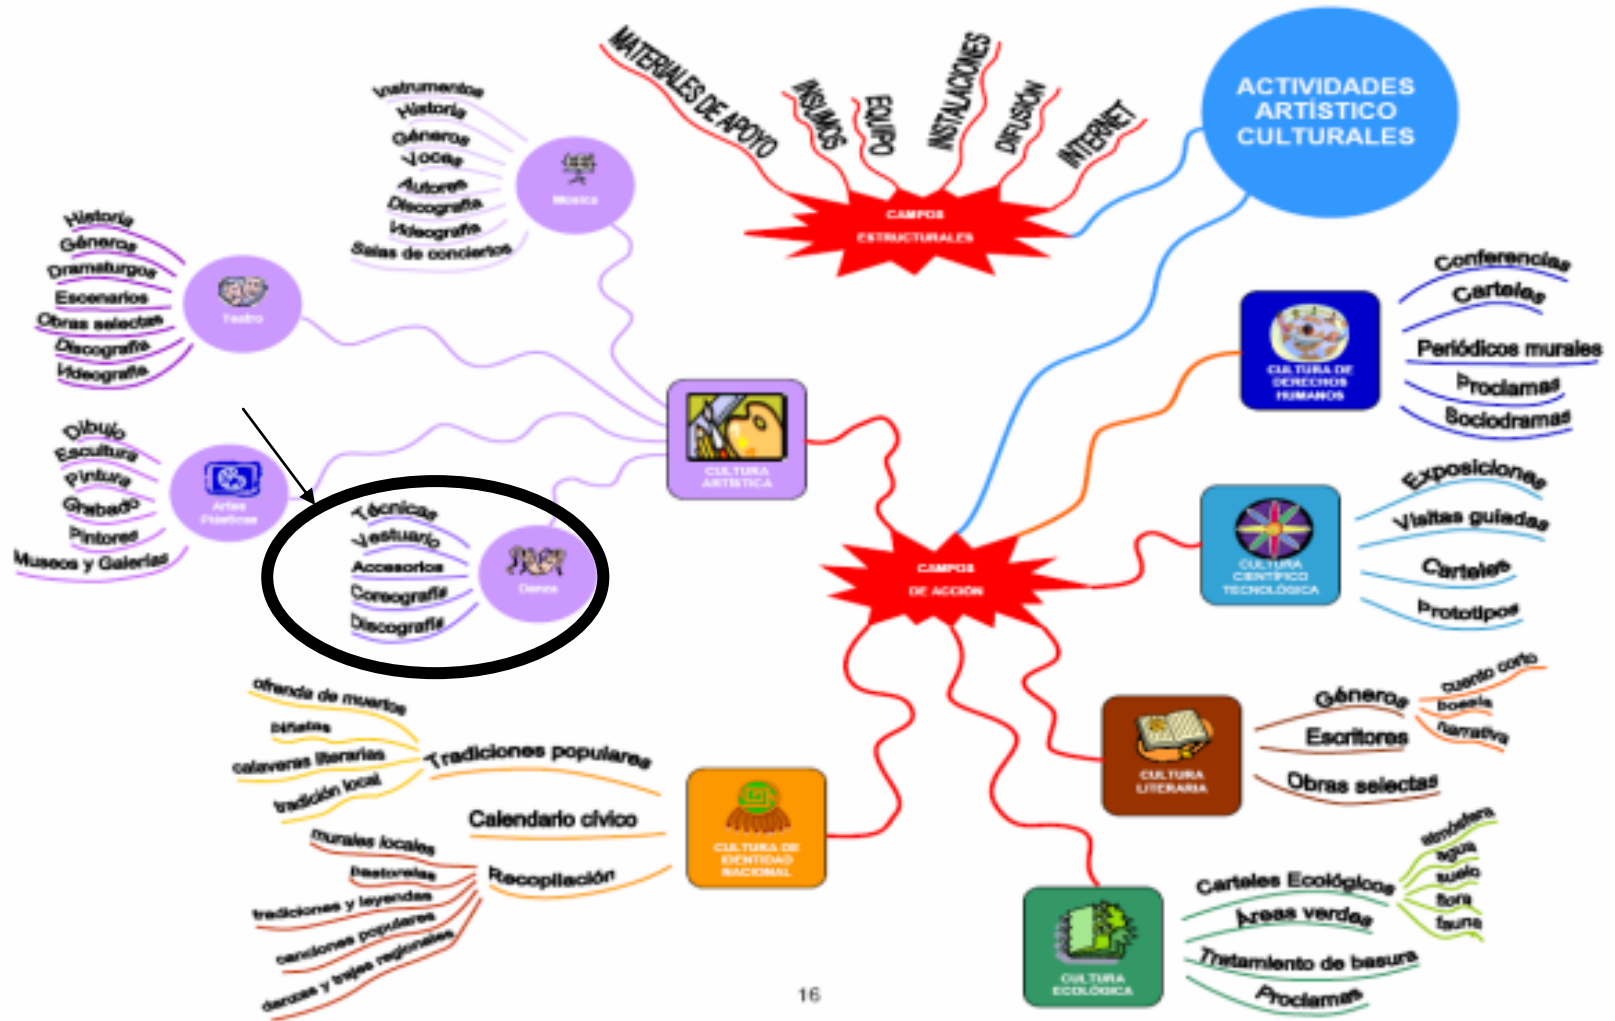 ACTIVIDADES
ARTÍSTICO
CULTURALES
MATERIALES DE APOYO
INSUMOS
EQUIPO
INSTALACIONES
DIFUSIÓN
INTERNET
CAMPOS
ESTRUCTURALES
Instrumentos
Historia
Géneros
Voces
Autores
Discografía
Videografía
Salas de conciertos
Música
Historia
Géneros
Dramaturgos
Escenarios
Obras selectas
Discografía
Videografía
Teatro
Dibujo
Escultura
Pintura
Grabado
Pintores
Museos y Galerías
Artes
Plásticas
Técnicas
Vestuario
Accesorios
Coreografía
Discografía
Danza
CULTURA
ARTÍSTICA
CAMPOS
DE ACCIÓN
CULTURA DE
DERECHOS
HUMANOS
Conferencias
Carteles
Periódicos murales
Proclamas
Sociodramas
CULTURA
CIENTÍFICO
TECNOLÓGICA
Exposiciones
Visitas guiadas
Carteles
Prototipos
CULTURA
LITERARIA
Géneros
cuento corto
poesía
narrativa
Escritores
Obras selectas
CULTURA
ECOLÓGICA
Carteles Ecológicos
atmósfera
agua
suelo
flora
fauna
Áreas verdes
Tratamiento de basura
Proclamas
CULTURA DE
IDENTIDAD
NACIONAL
Tradiciones populares
ofrenda de muertos
piñatas
calaveras literarias
tradición local
Calendario cívico
Recopilación
murales locales
pastorelas
tradiciones y leyendas
canciones populares
danzas y trajes regionales
16